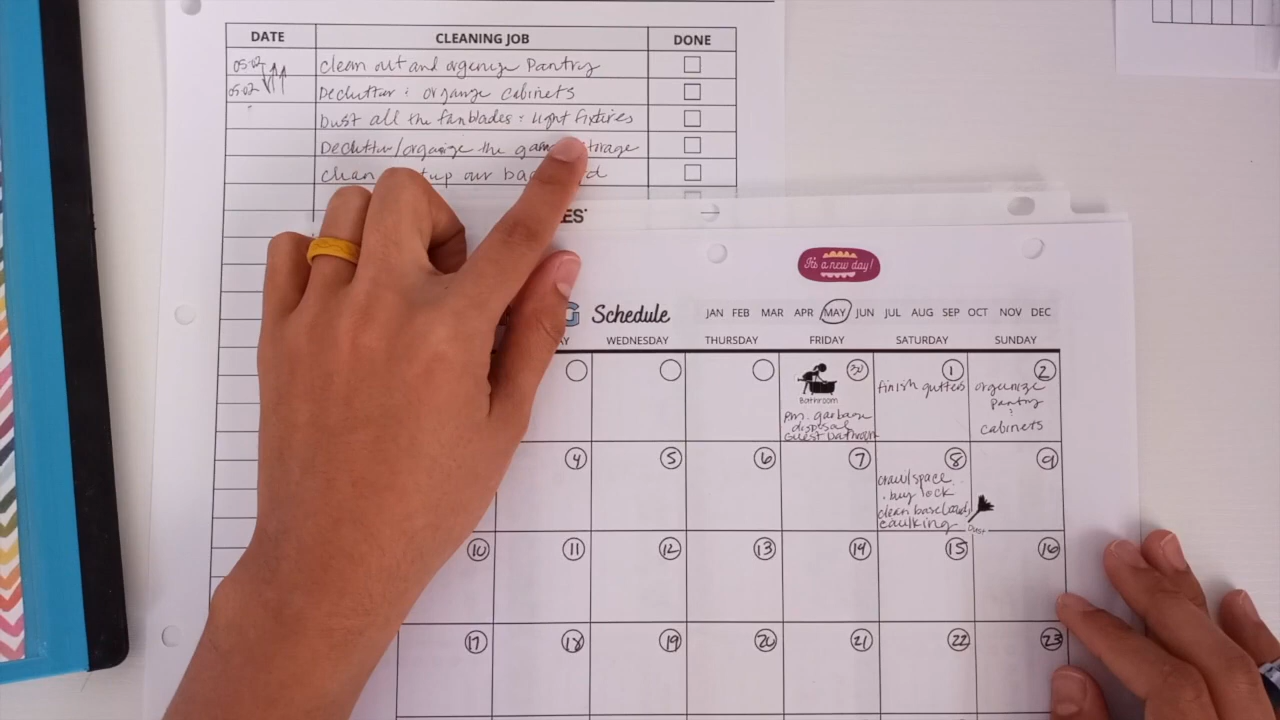 DATE CLEANING JOB DONE
05.02 clean out and organize Pantry
05.02 Declutter : organize cabinets
Dust all the fanblades : light fixtures
Declutter/organize the
clean our
It's a new day!
Schedule
JAN FEB MAR APR MAY JUN JUL AUG SEP OCT NOV DEC
WEDNESDAY THURSDAY FRIDAY SATURDAY SUNDAY
1 2
Bathroom
pm. garbage
disposal
Guest bathroom
finish gutters
organize
pantry
:
cabinets
4 5 6 7 8 9
crawlspace
. buy lock
clean baseboards
caulking
Dust
10 11 12 13 14 15 16
17 18 19 20 21 22 23